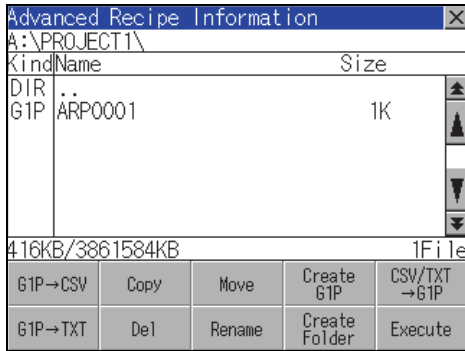 Advanced Recipe Information
A:\PROJECT1\
Kind Name Size
DIR ..
G1P ARP0001 1K
416KB/3861584KB 1File
G1P→CSV Copy Move Create G1P CSV/TXT →G1P
G1P→TXT Del Rename Create Folder Execute